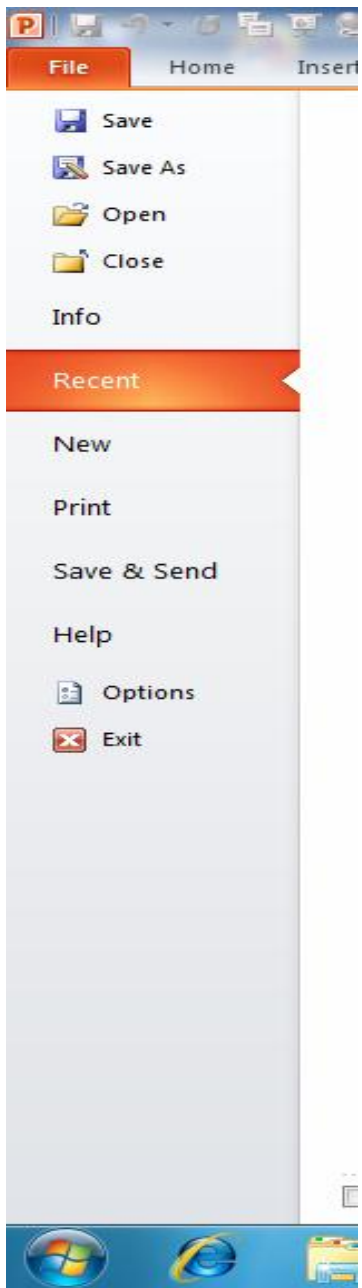 P
File Home Insert
Save
Save As
Open
Close
Info
Recent
New
Print
Save & Send
Help
Options
Exit